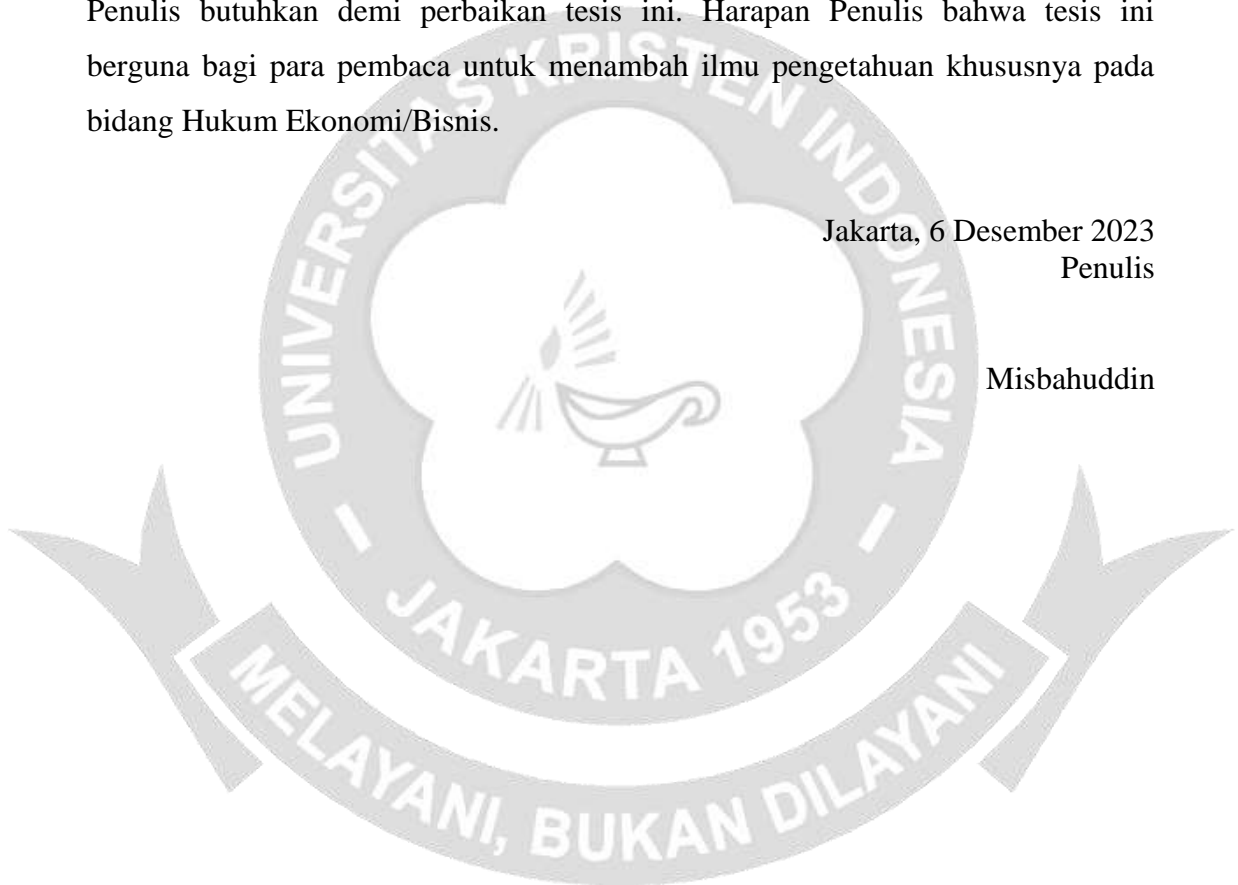 Penulis butuhkan demi perbaikan tesis ini. Harapan Penulis bahwa tesis ini
berguna bagi para pembaca untuk menambah ilmu pengetahuan khususnya pada
bidang Hukum Ekonomi/Bisnis.
Jakarta, 6 Desember 2023
Penulis
Misbahuddin
UNIVERSITAS KRISTEN INDONESIA
JAKARTA 1953
MELAYANI, BUKAN DILAYANI